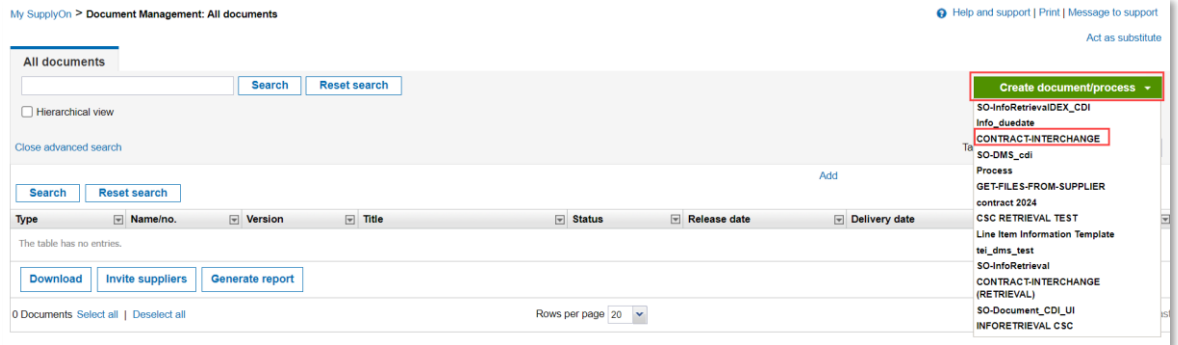 My SupplyOn > Document Management: All documents
Help and support | Print | Message to support
Act as substitute
All documents
Search Reset search
Create document/process
Hierarchical view
SO-InfoRetrievalDEX_CDI
Info_duedate
CONTRACT-INTERCHANGE
SO-DMS_cdi
Process
GET-FILES-FROM-SUPPLIER
contract 2024
CSC RETRIEVAL TEST
Line Item Information Template
tei_dms_test
SO-InfoRetrieval
CONTRACT-INTERCHANGE
(RETRIEVAL)
SO-Document_CDI_UI
INFORETRIEVAL CSC
Close advanced search
Add
Search Reset search
Type Name/no. Version Title Status Release date Delivery date
The table has no entries.
Download Invite suppliers Generate report
0 Documents Select all | Deselect all
Rows per page 20